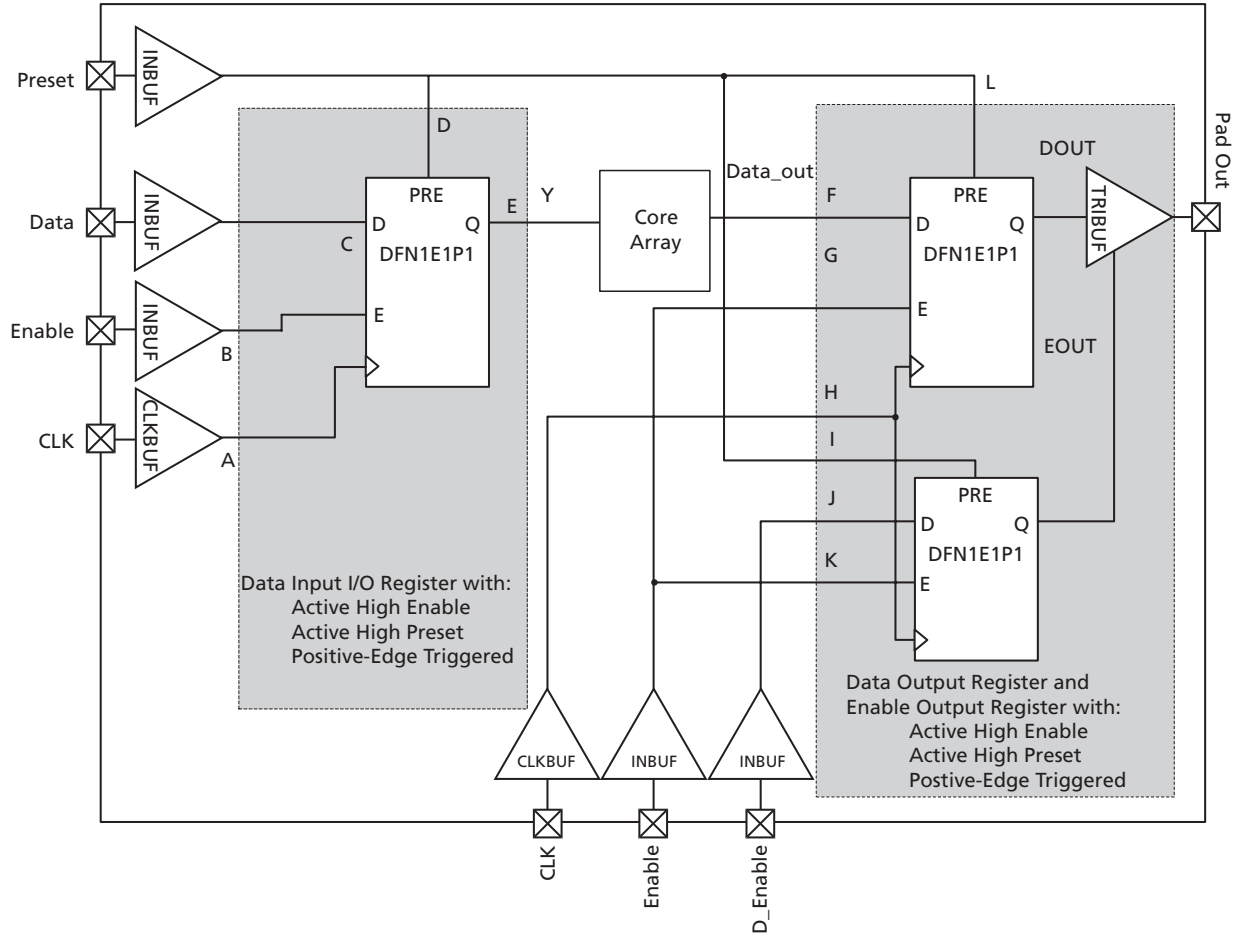 Preset
INBUF
L
D
Pad Out
DOUT
Data_out
PRE
PRE
TRIBUF
Data
INBUF
E
Y
F
D
Q
Core
Array
D
Q
C
DFN1E1P1
G
DFN1E1P1
Enable
INBUF
E
E
B
EOUT
CLK
CLKBUF
H
A
I
J
PRE
D
Q
K
DFN1E1P1
E
Data Input I/O Register with:
Active High Enable
Active High Preset
Positive-Edge Triggered
Data Output Register and
Enable Output Register with:
Active High Enable
Active High Preset
Postive-Edge Triggered
CLKBUF
INBUF
INBUF
CLK
Enable
D_Enable